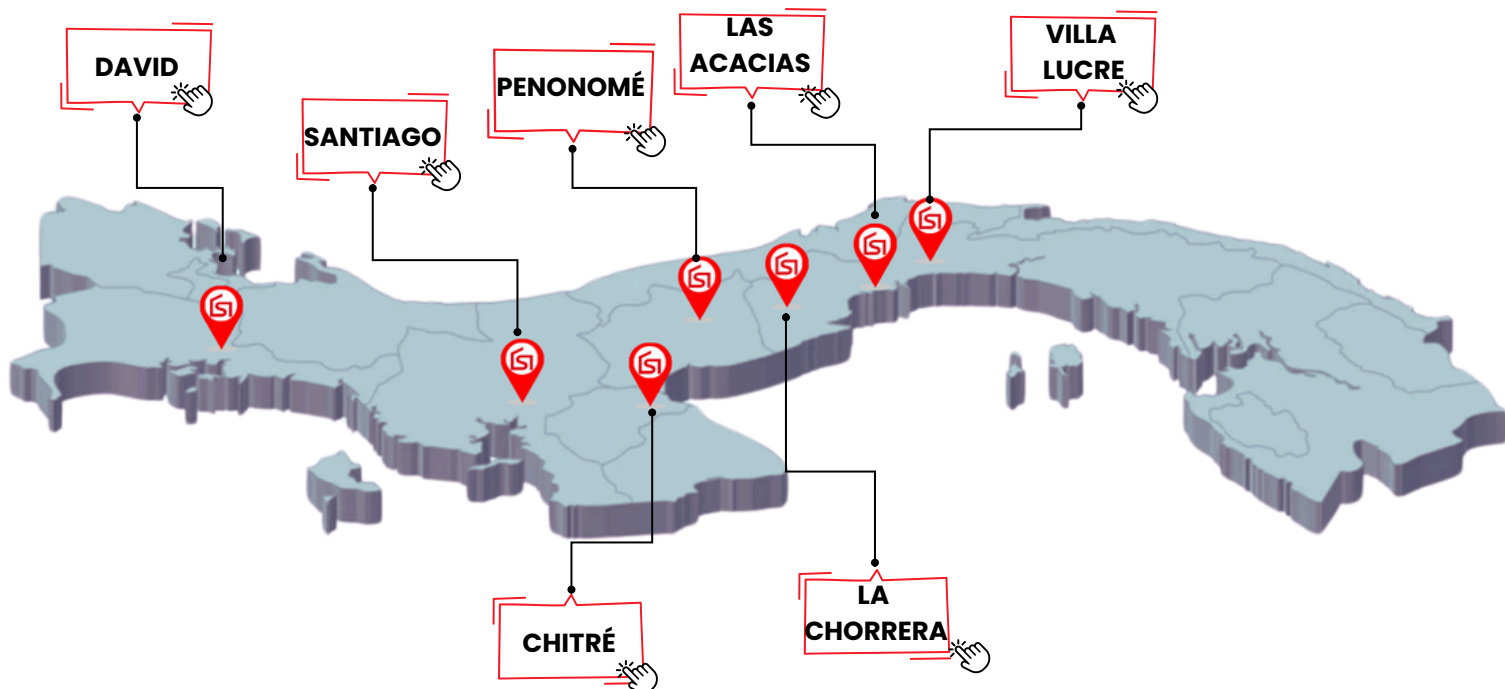 DAVID
SANTIAGO
PENONOMÉ
LAS
ACACIAS
VILLA
LUCRE
CHITRÉ
LA
CHORRERA